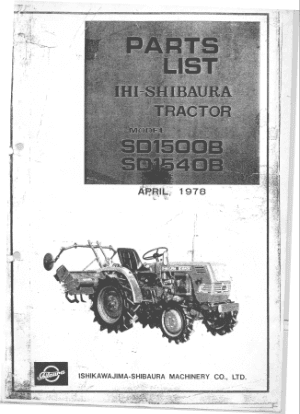 PARTS
LIST
IHI-SHIBAURA
TRACTOR
MODEL
SD1500B
SD1540B
APRIL, 1978
ISHIKAWAJIMA-SHIBAURA MACHINERY CO., LTD.